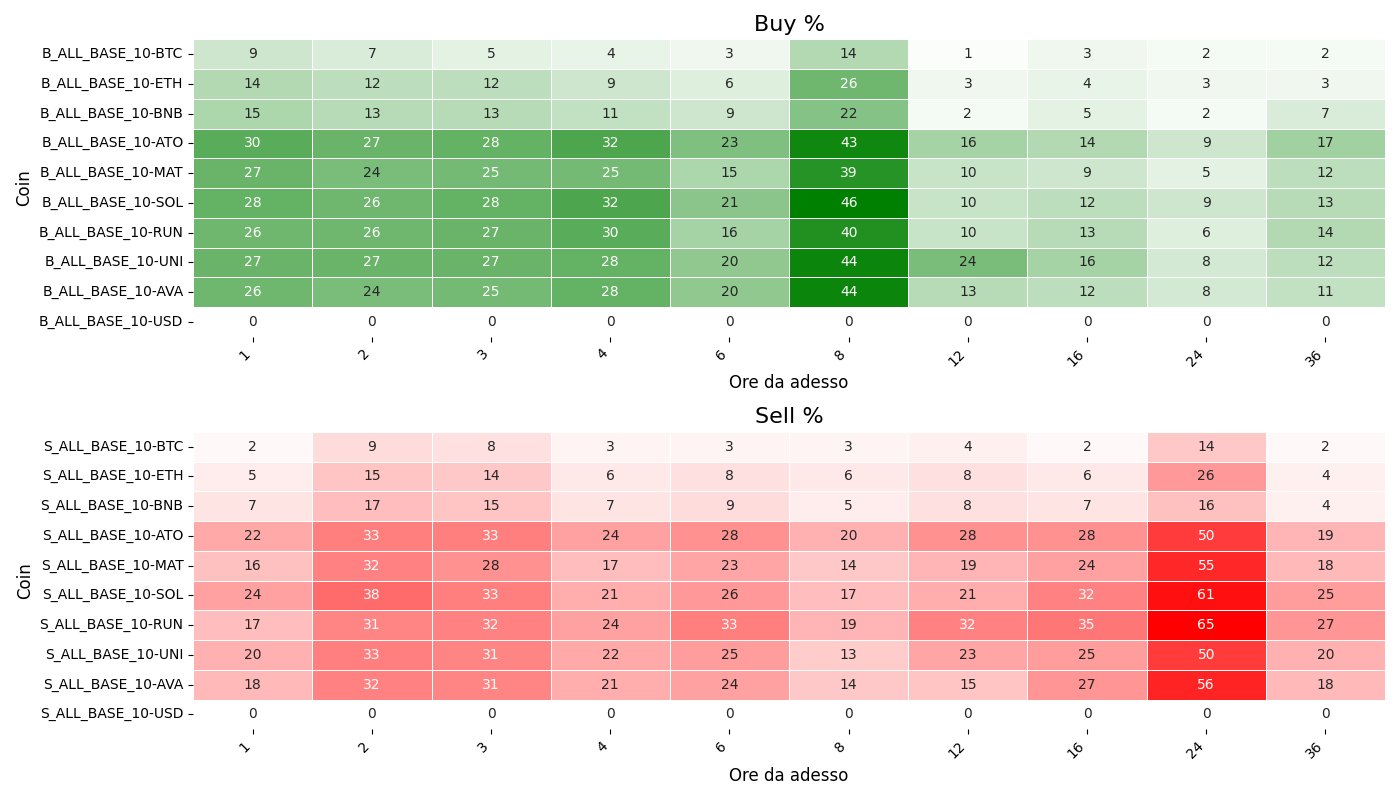 Buy %
Coin
B_ALL_BASE_10-BTC 9 7 5 4 3 14 1 3 2 2
B_ALL_BASE_10-ETH 14 12 12 9 6 26 3 4 3 3
B_ALL_BASE_10-BNB 15 13 13 11 9 22 2 5 2 7
B_ALL_BASE_10-ATO 30 27 28 32 23 43 16 14 9 17
B_ALL_BASE_10-MAT 27 24 25 25 15 39 10 9 5 12
B_ALL_BASE_10-SOL 28 26 28 32 21 46 10 12 9 13
B_ALL_BASE_10-RUN 26 26 27 30 16 40 10 13 6 14
B_ALL_BASE_10-UNI 27 27 27 28 20 44 24 16 8 12
B_ALL_BASE_10-AVA 26 24 25 28 20 44 13 12 8 11
B_ALL_BASE_10-USD 0 0 0 0 0 0 0 0 0 0
1 2 3 4 6 8 12 16 24 36
Ore da adesso
Sell %
Coin
S_ALL_BASE_10-BTC 2 9 8 3 3 3 4 2 14 2
S_ALL_BASE_10-ETH 5 15 14 6 8 6 8 6 26 4
S_ALL_BASE_10-BNB 7 17 15 7 9 5 8 7 16 4
S_ALL_BASE_10-ATO 22 33 33 24 28 20 28 28 50 19
S_ALL_BASE_10-MAT 16 32 28 17 23 14 19 24 55 18
S_ALL_BASE_10-SOL 24 38 33 21 26 17 21 32 61 25
S_ALL_BASE_10-RUN 17 31 32 24 33 19 32 35 65 27
S_ALL_BASE_10-UNI 20 33 31 22 25 13 23 25 50 20
S_ALL_BASE_10-AVA 18 32 31 21 24 14 15 27 56 18
S_ALL_BASE_10-USD 0 0 0 0 0 0 0 0 0 0
1 2 3 4 6 8 12 16 24 36
Ore da adesso